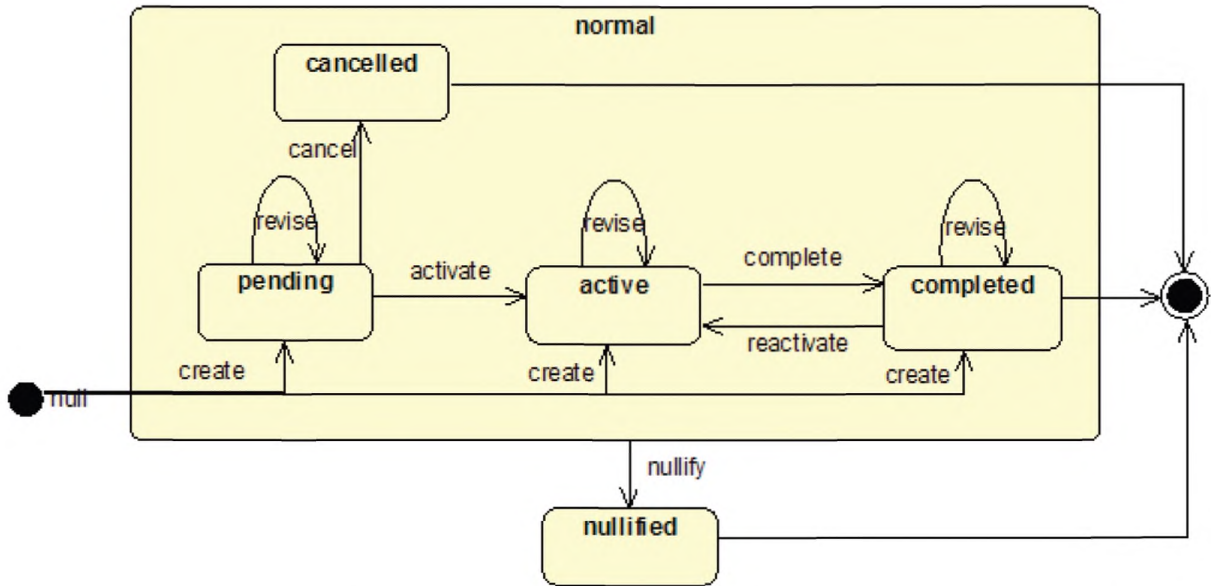 normal
cancelled
cancel
revise
revise
revise
pending
activate
active
complete
completed
reactivate
create
create
create
null
nullify
nullified